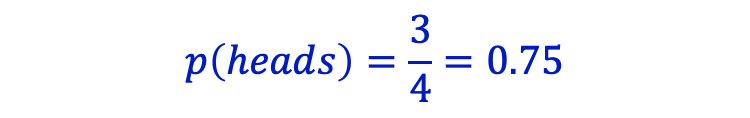 p(heads) = 3/4 = 0.75